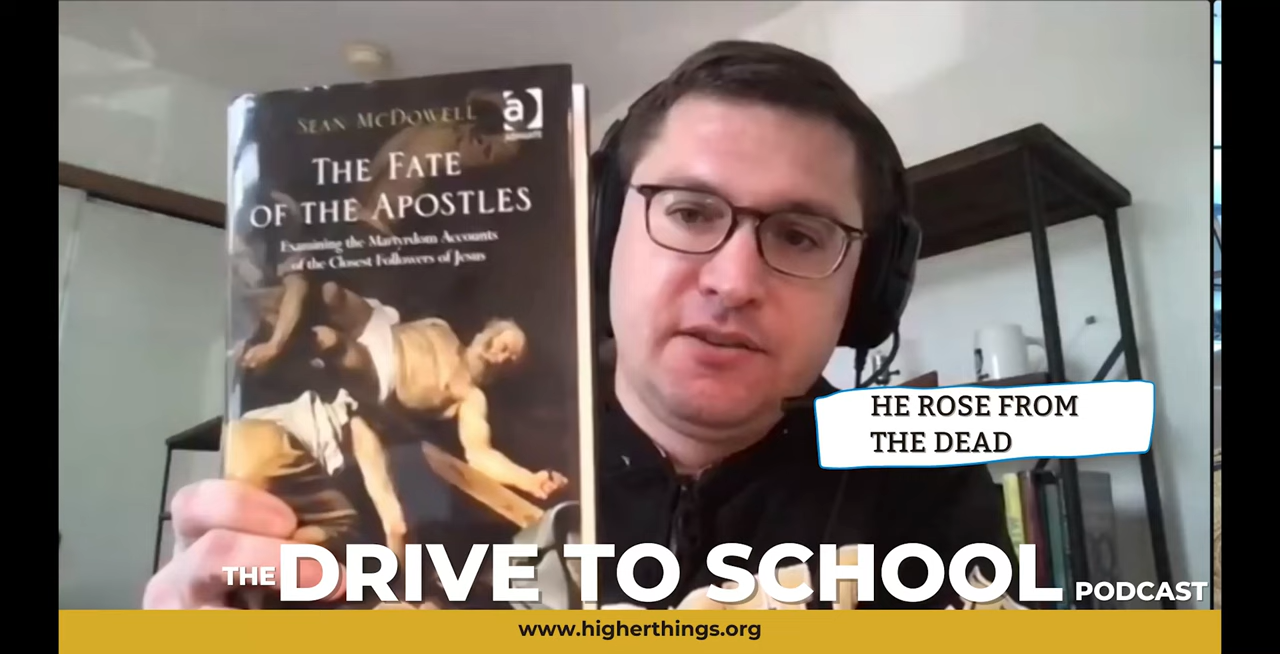 SEAN MCDOWELL
a
THE FATE
OF THE APOSTLES
Examining the Martyrdom Accounts
of the Closest Followers of Jesus
HE ROSE FROM
THE DEAD
THE DRIVE TO SCHOOL PODCAST
www.higherthings.org